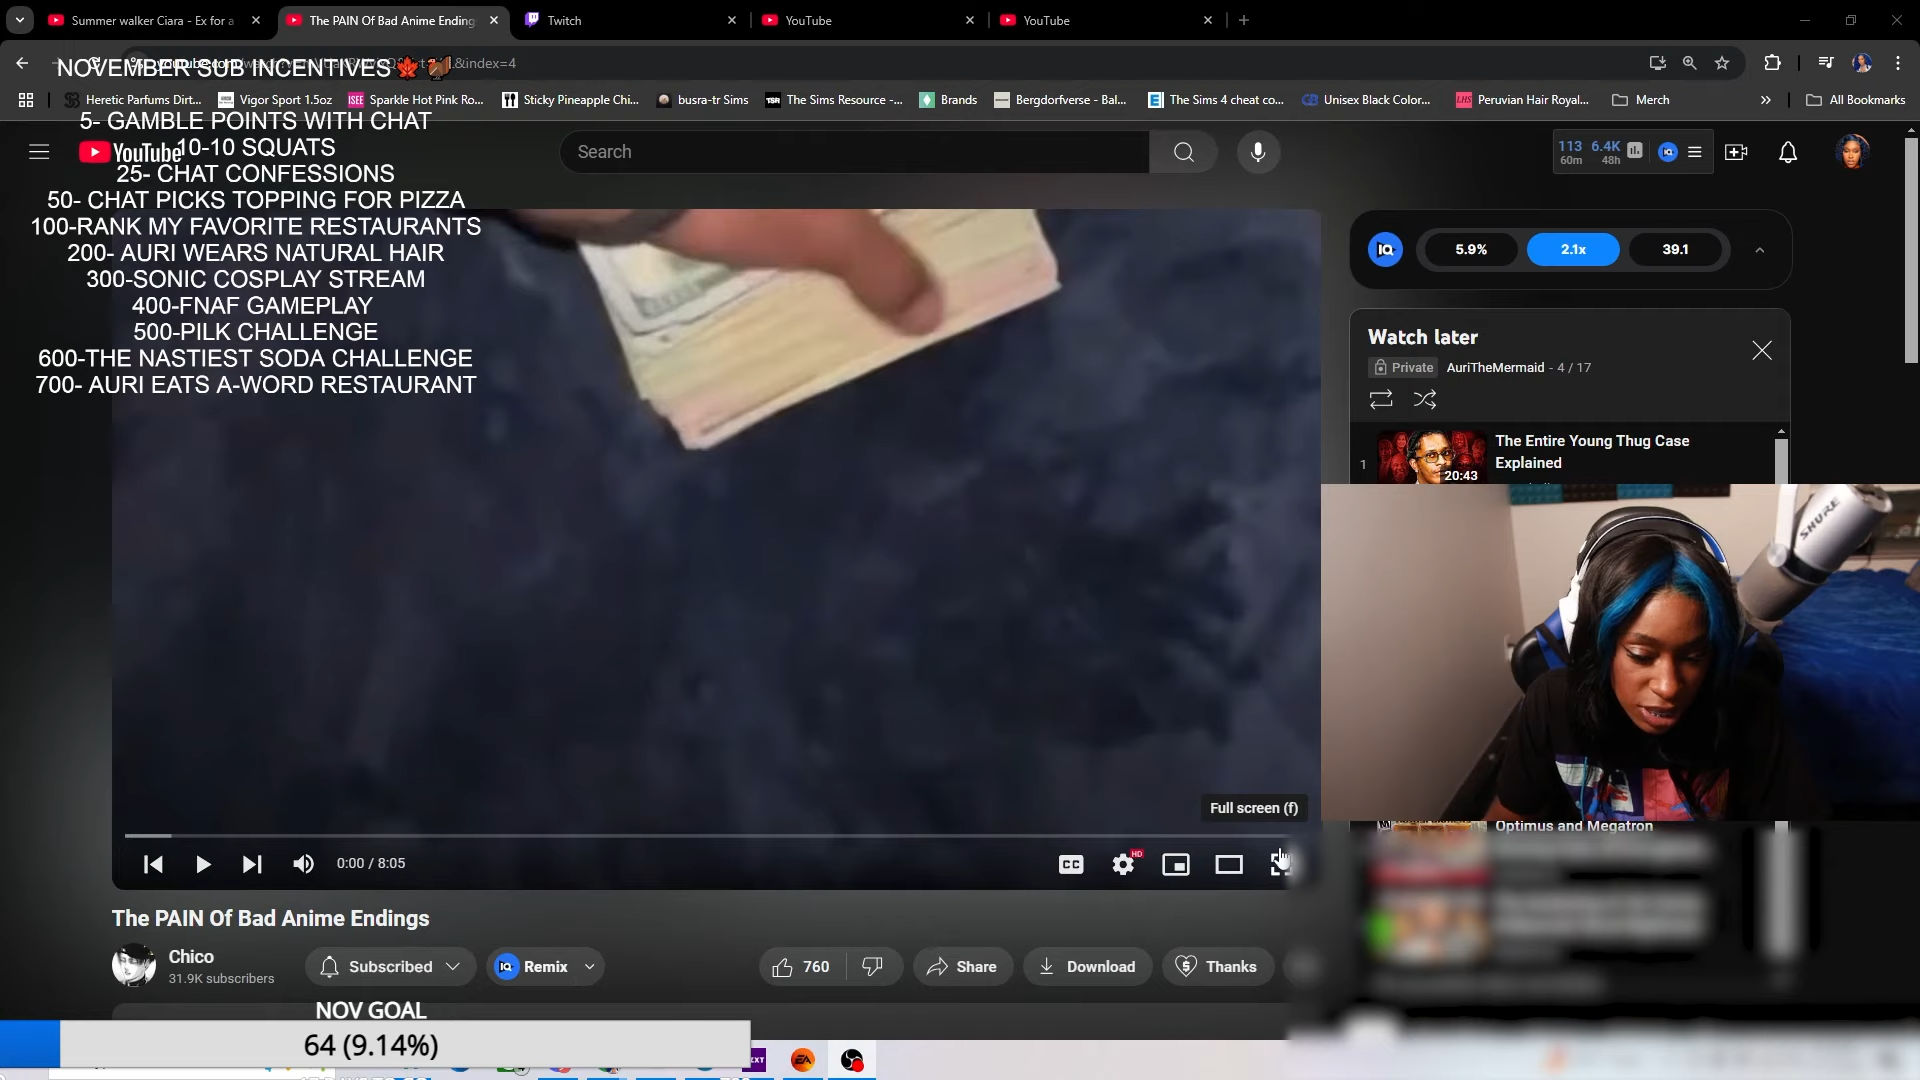 Summer walker Ciara - Ex for a
The PAIN Of Bad Anime Ending
Twitch
YouTube
YouTube
NOVEMBER SUB INCENTIVES
&index=4
Heretic Parfums Dirt...
Vigor Sport 1.5oz
Sparkle Hot Pink Ro...
Sticky Pineapple Chi...
busra-tr Sims
The Sims Resource -...
Brands
Bergdorfverse - Bal...
The Sims 4 cheat co...
Unisex Black Color...
Peruvian Hair Royal...
Merch
All Bookmarks
5- GAMBLE POINTS WITH CHAT
10-10 SQUATS
25- CHAT CONFESSIONS
50- CHAT PICKS TOPPING FOR PIZZA
100-RANK MY FAVORITE RESTAURANTS
200- AURI WEARS NATURAL HAIR
300-SONIC COSPLAY STREAM
400-FNAF GAMEPLAY
500-PILK CHALLENGE
600-THE NASTIEST SODA CHALLENGE
700- AURI EATS A-WORD RESTAURANT
YouTube
Search
113 6.4K
60m 48h
5.9%
2.1x
39.1
Watch later
Private AuriTheMermaid - 4 / 17
1
The Entire Young Thug Case
Explained
20:43
SHURE
Optimus and Megatron
Full screen (f)
0:00 / 8:05
CC
HD
The PAIN Of Bad Anime Endings
Chico
31.9K subscribers
Subscribed
Remix
760
Share
Download
Thanks
NOV GOAL
64 (9.14%)